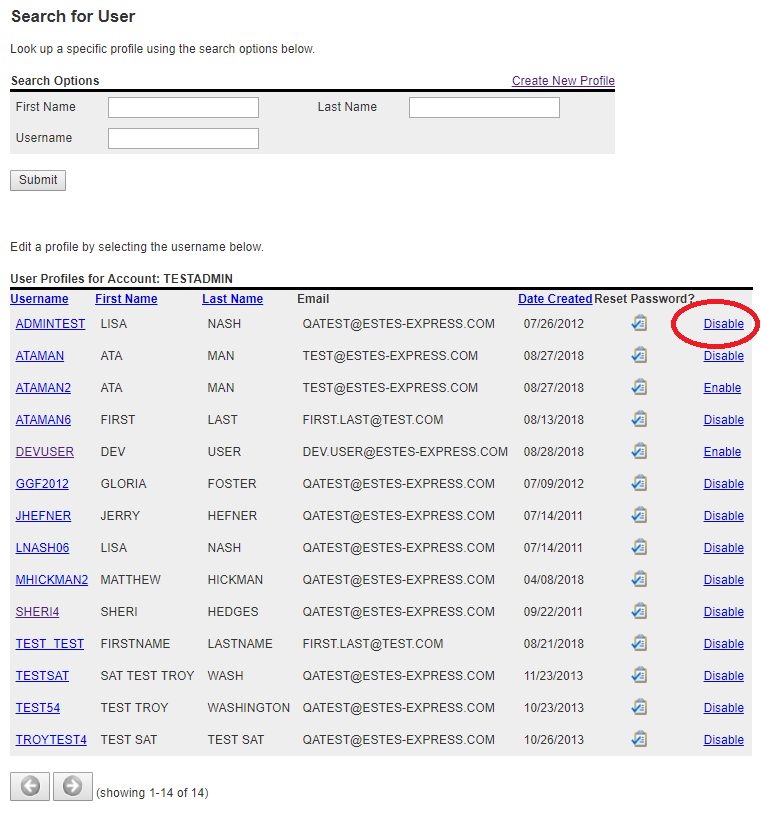 Search for User
Look up a specific profile using the search options below.
Search Options Create New Profile
First Name Last Name
Username
Submit
Edit a profile by selecting the username below.
User Profiles for Account: TESTADMIN
Username First Name Last Name Email Date Created Reset Password?
ADMINTEST LISA NASH QATEST@ESTES-EXPRESS.COM 07/26/2012 Disable
ATAMAN ATA MAN TEST@ESTES-EXPRESS.COM 08/27/2018 Disable
ATAMAN2 ATA MAN TEST@ESTES-EXPRESS.COM 08/27/2018 Enable
ATAMAN6 FIRST LAST FIRST.LAST@TEST.COM 08/13/2018 Disable
DEVUSER DEV USER DEV.USER@ESTES-EXPRESS.COM 08/28/2018 Enable
GGF2012 GLORIA FOSTER QATEST@ESTES-EXPRESS.COM 07/09/2012 Disable
JHEFNER JERRY HEFNER QATEST@ESTES-EXPRESS.COM 07/14/2011 Disable
LNASH06 LISA NASH QATEST@ESTES-EXPRESS.COM 07/14/2011 Disable
MHICKMAN2 MATTHEW HICKMAN QATEST@ESTES-EXPRESS.COM 04/08/2018 Disable
SHERI4 SHERI HEDGES QATEST@ESTES-EXPRESS.COM 09/22/2011 Disable
TEST_TEST FIRSTNAME LASTNAME FIRST.LAST@TEST.COM 08/21/2018 Disable
TESTSAT SAT TEST TROY WASH QATEST@ESTES-EXPRESS.COM 11/23/2013 Disable
TEST54 TEST TROY WASHINGTON QATEST@ESTES-EXPRESS.COM 10/23/2013 Disable
TROYTEST4 TEST SAT TEST SAT QATEST@ESTES-EXPRESS.COM 10/26/2013 Disable
(showing 1-14 of 14)